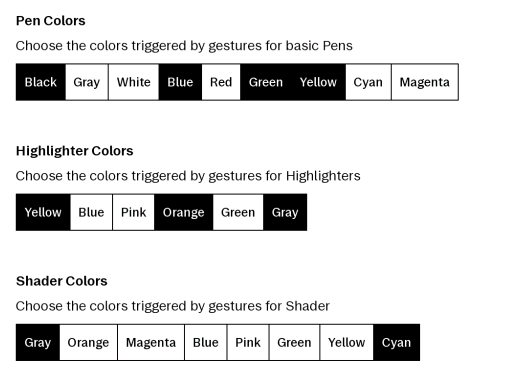 Pen Colors
Choose the colors triggered by gestures for basic Pens
Black Gray White Blue Red Green Yellow Cyan Magenta
Highlighter Colors
Choose the colors triggered by gestures for Highlighters
Yellow Blue Pink Orange Green Gray
Shader Colors
Choose the colors triggered by gestures for Shader
Gray Orange Magenta Blue Pink Green Yellow Cyan